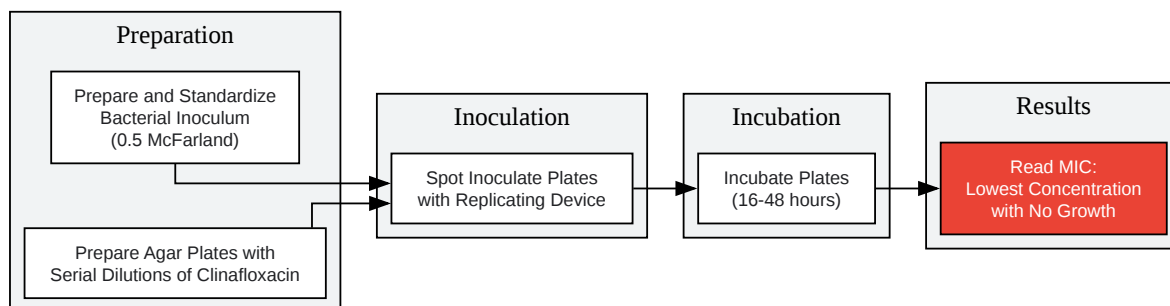 Preparation
Prepare and Standardize
Bacterial Inoculum
(0.5 McFarland)
Prepare Agar Plates with
Serial Dilutions of Clinafloxacin
Inoculation
Spot Inoculate Plates
with Replicating Device
Incubation
Incubate Plates
(16-48 hours)
Results
Read MIC:
Lowest Concentration
with No Growth